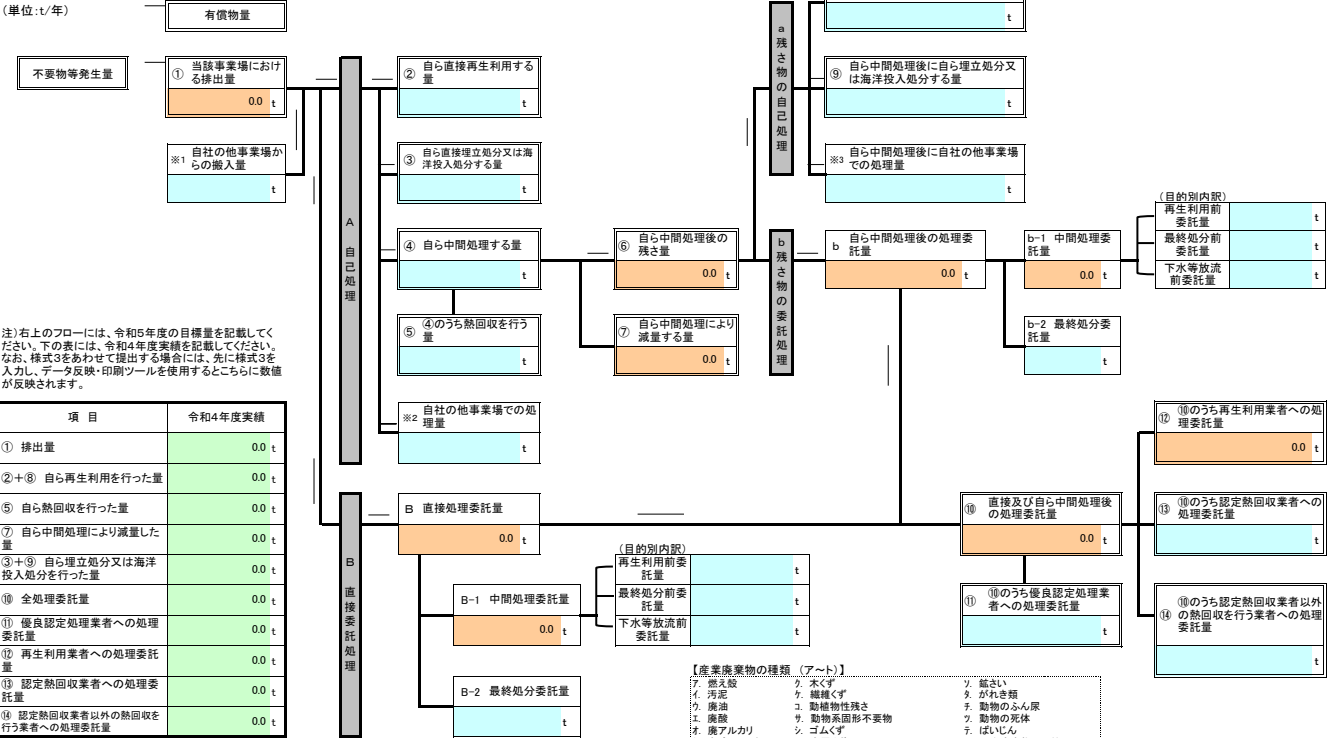 (単位:t/年)
有償物量
不要物等発生量
① 当該事業場におけ
る排出量
0.0 t
※1 自社の他事業場か
らの搬入量
t
A 自己処理
② 自ら直接再生利用する
量
t
③ 自ら直接埋立処分又は海
洋投入処分する量
t
④ 自ら中間処理する量
t
⑤ ④のうち熱回収を行う
量
t
※2 自社の他事業場での処
理量
⑥ 自ら中間処理後の
残さ量
0.0 t
⑦ 自ら中間処理により
減量する量
0.0 t
a 残さ物の自己処理
t
⑨ 自ら中間処理後に自ら埋立処分又
は海洋投入処分する量
t
※3 自ら中間処理後に自社の他事業場
での処理量
t
b 残さ物の委託処理
b 自ら中間処理後の処理委
託量
0.0 t
b-1 中間処理委
託量
0.0 t
(目的別内訳)
再生利用前
委託量
t
最終処分前
委託量
t
下水等放流
前委託量
t
b-2 最終処分委
託量
t
注)右上のフローには、令和5年度の目標量を記載してく
ださい。下の表には、令和4年度実績を記載してください。
なお、様式3をあわせて提出する場合には、先に様式3を
入力し、データ反映・印刷ツールを使用するとこちらに数値
が反映されます。
項 目 令和4年度実績
① 排出量 0.0 t
②+⑧ 自ら再生利用を行った量 0.0 t
⑤ 自ら熱回収を行った量 0.0 t
⑦ 自ら中間処理により減量した
量 0.0 t
③+⑨ 自ら埋立処分又は海洋
投入処分を行った量 0.0 t
⑩ 全処理委託量 0.0 t
⑪ 優良認定処理業者への処理
委託量 0.0 t
⑫ 再生利用業者への処理委託
量 0.0 t
⑬ 認定熱回収業者への処理委
託量 0.0 t
⑭ 認定熱回収業者以外の熱回収を
行う業者への処理委託量 0.0 t
B 直接委託処理
B 直接処理委託量
0.0 t
B-1 中間処理委託量
0.0 t
(目的別内訳)
再生利用前委
託量
t
最終処分前委
託量
t
下水等放流前
委託量
t
B-2 最終処分委託量
t
⑩ 直接及び自ら中間処理後
の処理委託量
0.0 t
⑪ ⑩のうち優良認定処理業
者への処理委託量
t
⑫ ⑩のうち再生利用業者への処
理委託量
0.0 t
⑬ ⑩のうち認定熱回収業者への
処理委託量
t
⑭ ⑩のうち認定熱回収業者以外
の熱回収を行う業者への処理
委託量
t
【産業廃棄物の種類 (ア～ト)】
ア. 燃え殻 ク. 木くず ソ. 鉱さい
イ. 汚泥 ケ. 繊維くず タ. がれき類
ウ. 廃油 コ. 動植物性残さ チ. 動物のふん尿
エ. 廃酸 サ. 動物系固形不要物 ツ. 動物の死体
オ. 廃アルカリ シ. ゴムくず テ. ばいじん